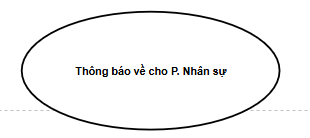 Thông báo về cho P. Nhân sự